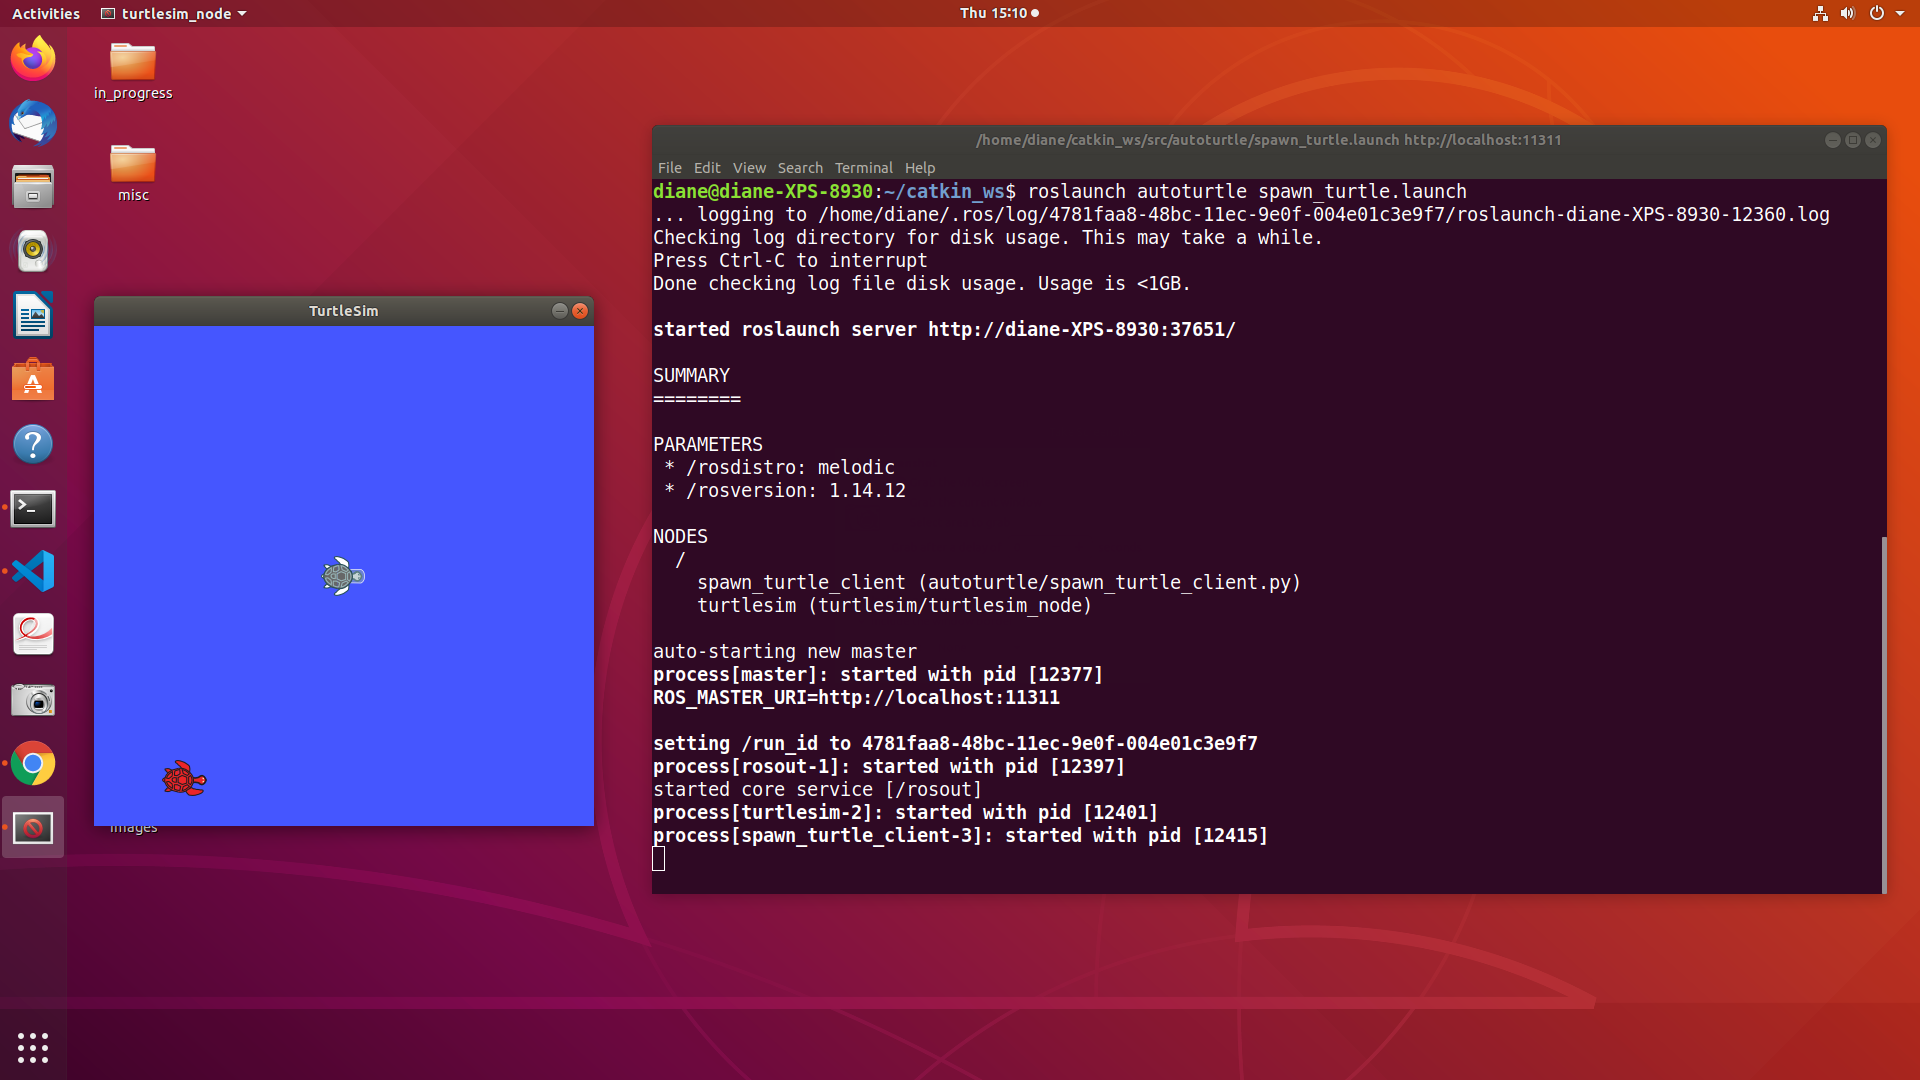 Activities turtlesim_node Thu 15:10
in_progress
misc
TurtleSim
images
/home/diane/catkin_ws/src/autoturtle/spawn_turtle.launch http://localhost:11311
File Edit View Search Terminal Help
diane@diane-XPS-8930:~/catkin_ws$ roslaunch autoturtle spawn_turtle.launch
... logging to /home/diane/.ros/log/4781faa8-48bc-11ec-9e0f-004e01c3e9f7/roslaunch-diane-XPS-8930-12360.log
Checking log directory for disk usage. This may take a while.
Press Ctrl-C to interrupt
Done checking log file disk usage. Usage is <1GB.
started roslaunch server http://diane-XPS-8930:37651/
SUMMARY
========
PARAMETERS
* /rosdistro: melodic
* /rosversion: 1.14.12
NODES
/
spawn_turtle_client (autoturtle/spawn_turtle_client.py)
turtlesim (turtlesim/turtlesim_node)
auto-starting new master
process[master]: started with pid [12377]
ROS_MASTER_URI=http://localhost:11311
setting /run_id to 4781faa8-48bc-11ec-9e0f-004e01c3e9f7
process[rosout-1]: started with pid [12397]
started core service [/rosout]
process[turtlesim-2]: started with pid [12401]
process[spawn_turtle_client-3]: started with pid [12415]